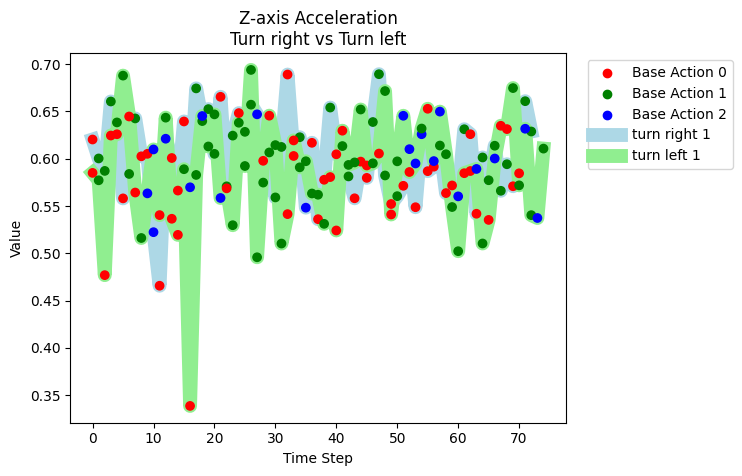 Z-axis Acceleration
Turn right vs Turn left
0.70
0.65
0.60
0.55
0.50
0.45
0.40
0.35
Value
0 10 20 30 40 50 60 70
Time Step
Base Action 0
Base Action 1
Base Action 2
turn right 1
turn left 1